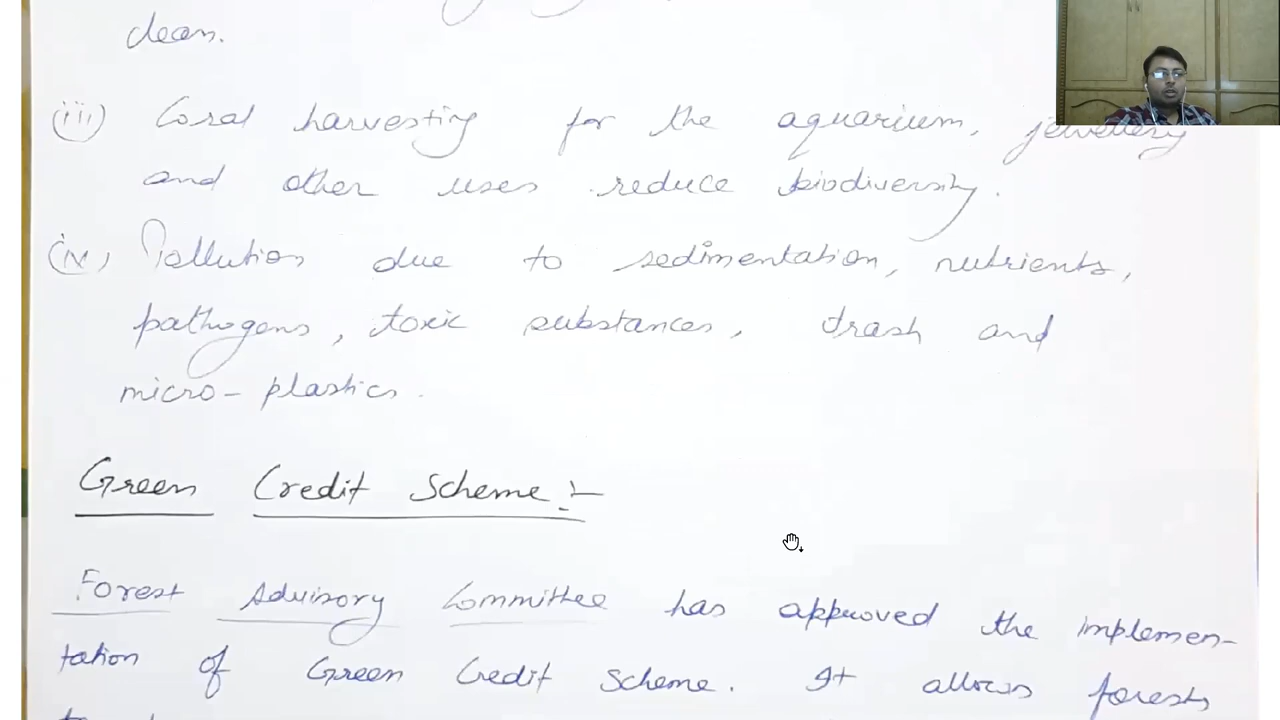 clean.
(iii) Coral harvesting for the aquarium, jewellery
and other uses reduce biodiversity.
(iv) Pollution due to sedimentation, nutrients,
pathogens, toxic substances, trash and
micro-plastics.
Green Credit Scheme :-
Forest Advisory Committee has approved the implemen-
tation of Green Credit Scheme. It allows forests